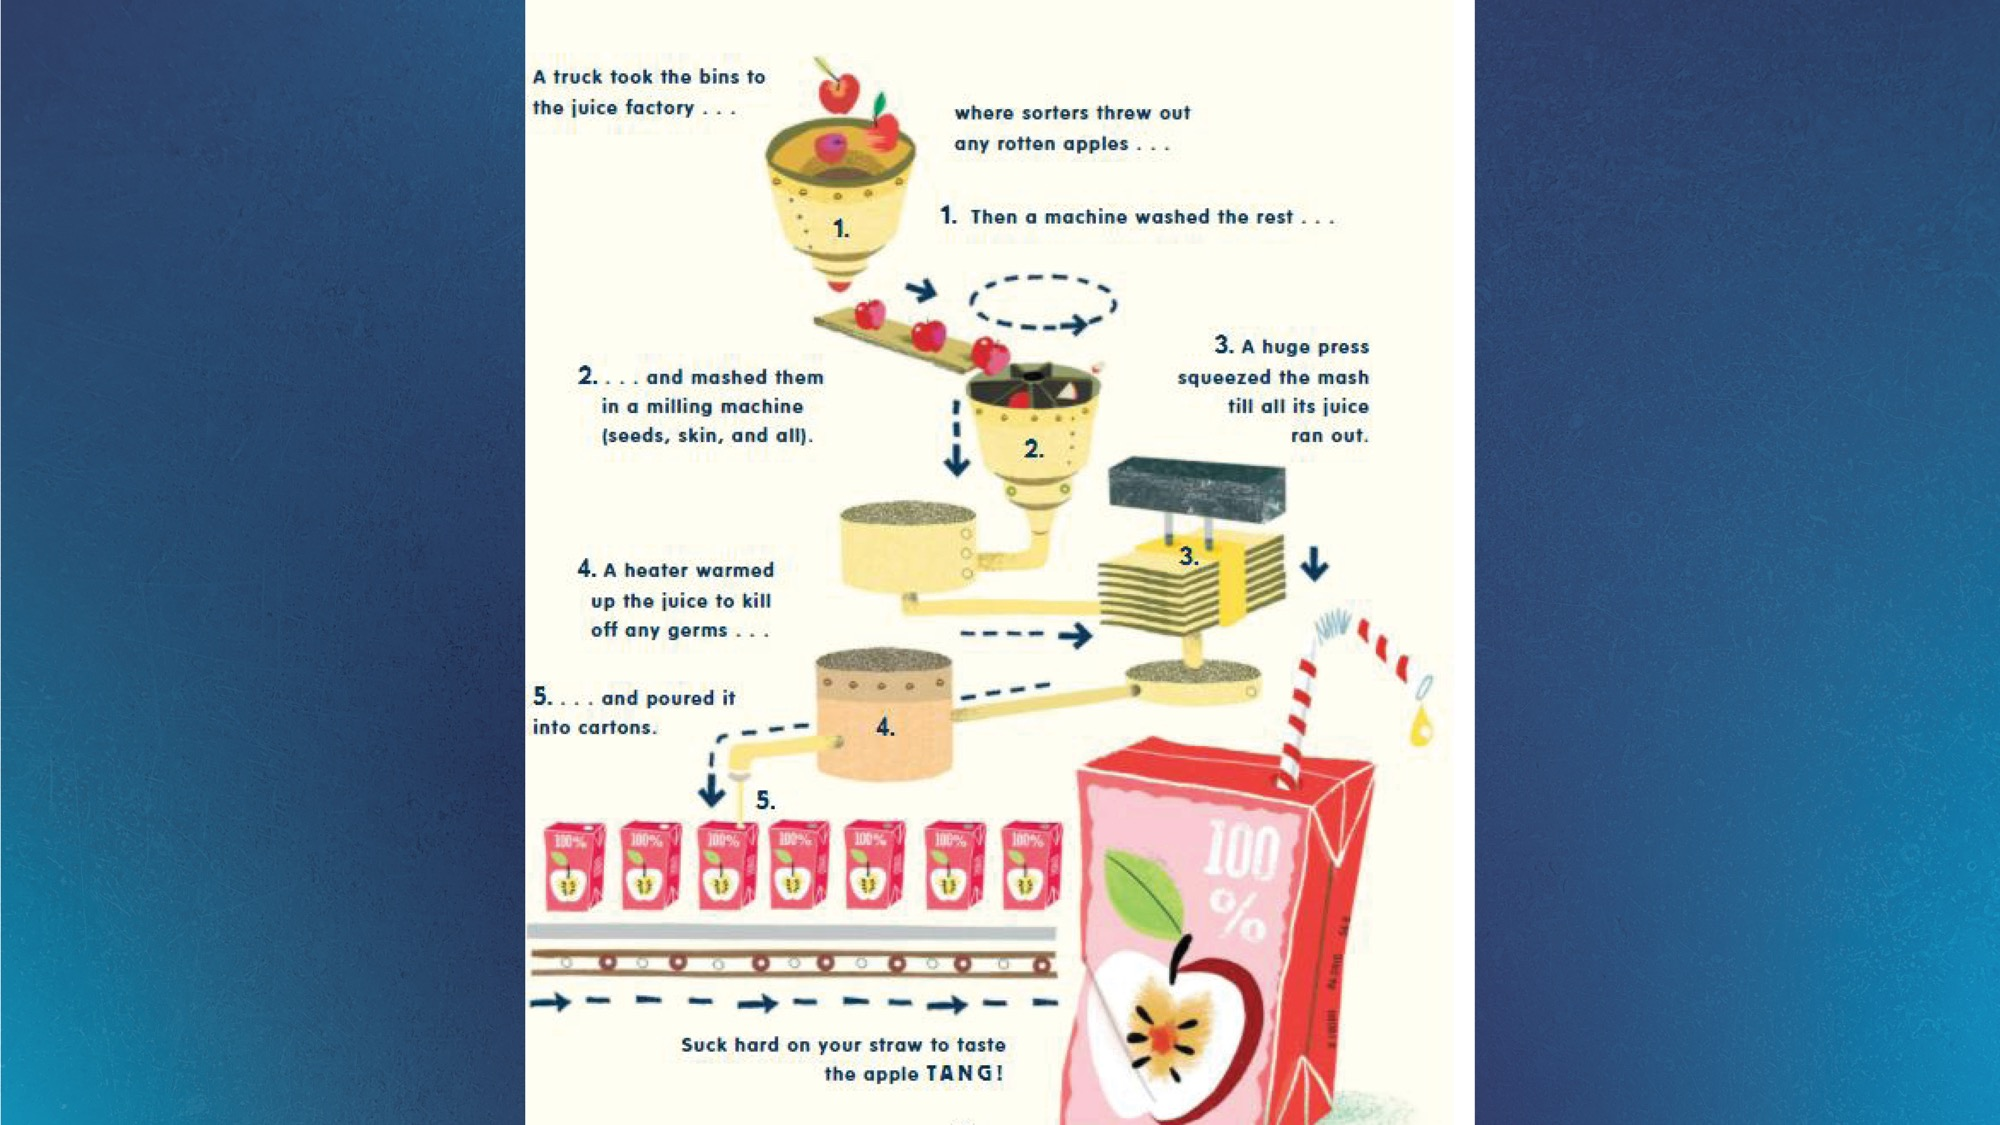 A truck took the bins to
the juice factory . . .
where sorters threw out
any rotten apples . . .
1. Then a machine washed the rest . . .
1.
2. . . . and mashed them
in a milling machine
(seeds, skin, and all).
2.
3. A huge press
squeezed the mash
till all its juice
ran out.
3.
4. A heater warmed
up the juice to kill
off any germs . . .
4.
5. . . . and poured it
into cartons.
5.
100%
100%
100%
100%
100%
100%
100%
100
%
Suck hard on your straw to taste
the apple TANG!